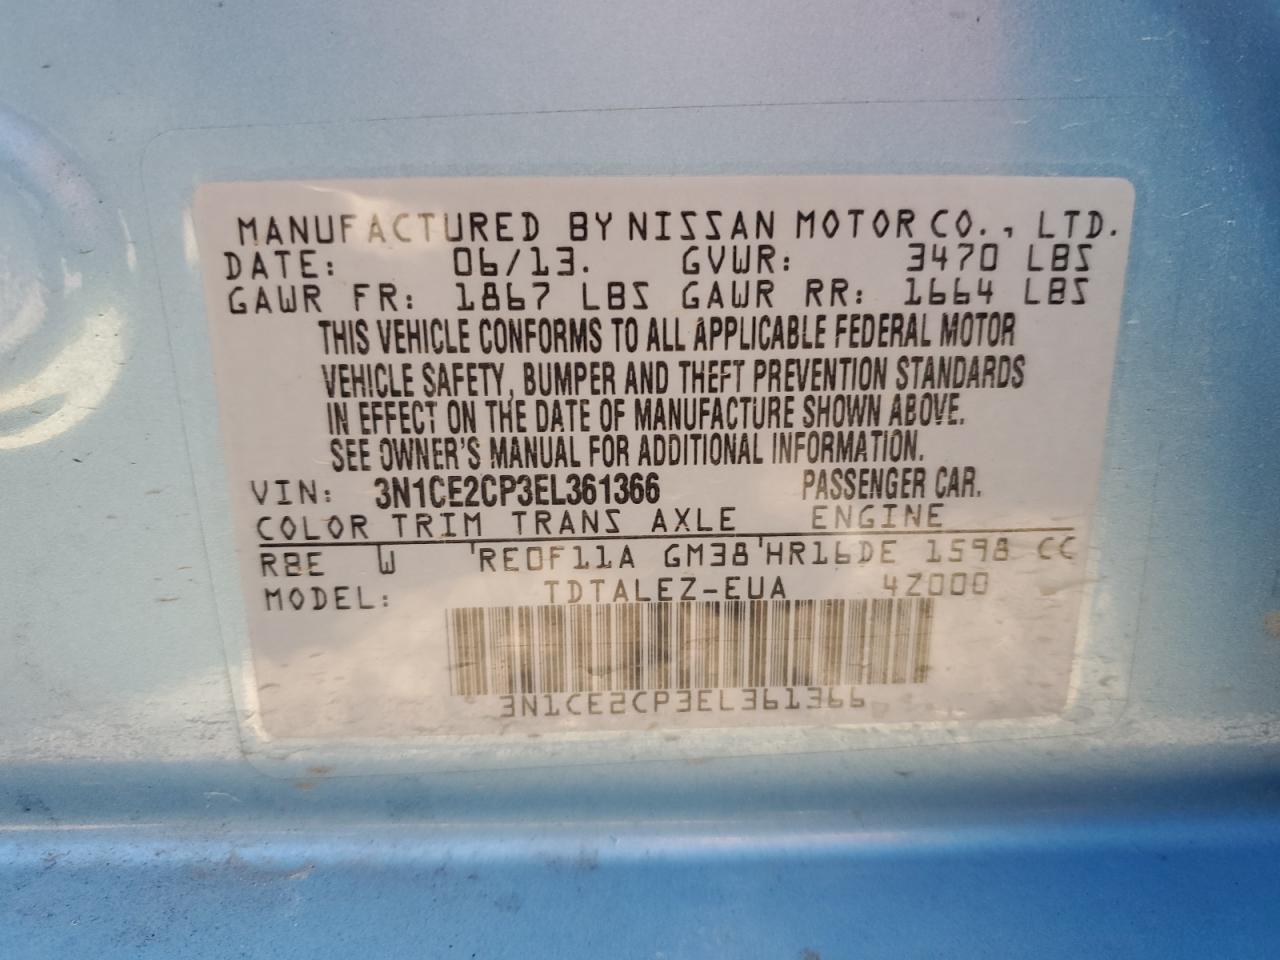 MANUFACTURED BY NISSAN MOTOR CO., LTD.
DATE: 06/13. GVWR: 3470 LBS
GAWR FR: 1867 LBS GAWR RR: 1664 LBS
THIS VEHICLE CONFORMS TO ALL APPLICABLE FEDERAL MOTOR
VEHICLE SAFETY, BUMPER AND THEFT PREVENTION STANDARDS
IN EFFECT ON THE DATE OF MANUFACTURE SHOWN ABOVE.
SEE OWNER'S MANUAL FOR ADDITIONAL INFORMATION.
VIN: 3N1CE2CP3EL361366 PASSENGER CAR.
COLOR TRIM TRANS AXLE ENGINE
RBE W 'RE0F11A GM38'HR16DE 1598 CC
MODEL: TDTALEZ-EUA 4Z000
3N1CE2CP3EL361366